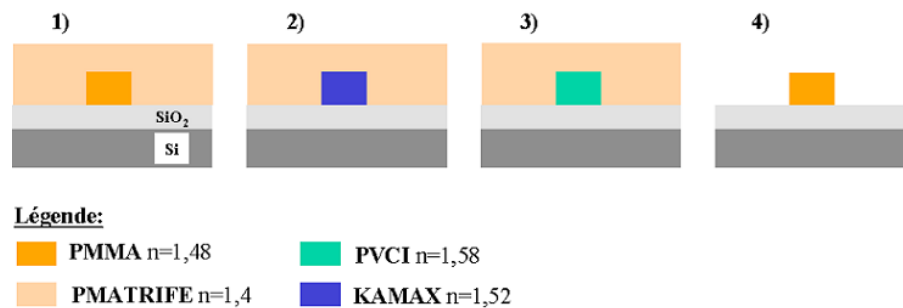 1) 2) 3) 4)
SiO₂
Si
Légende:
PMMA n=1,48 PVCI n=1,58
PMATRIFE n=1,4 KAMAX n=1,52